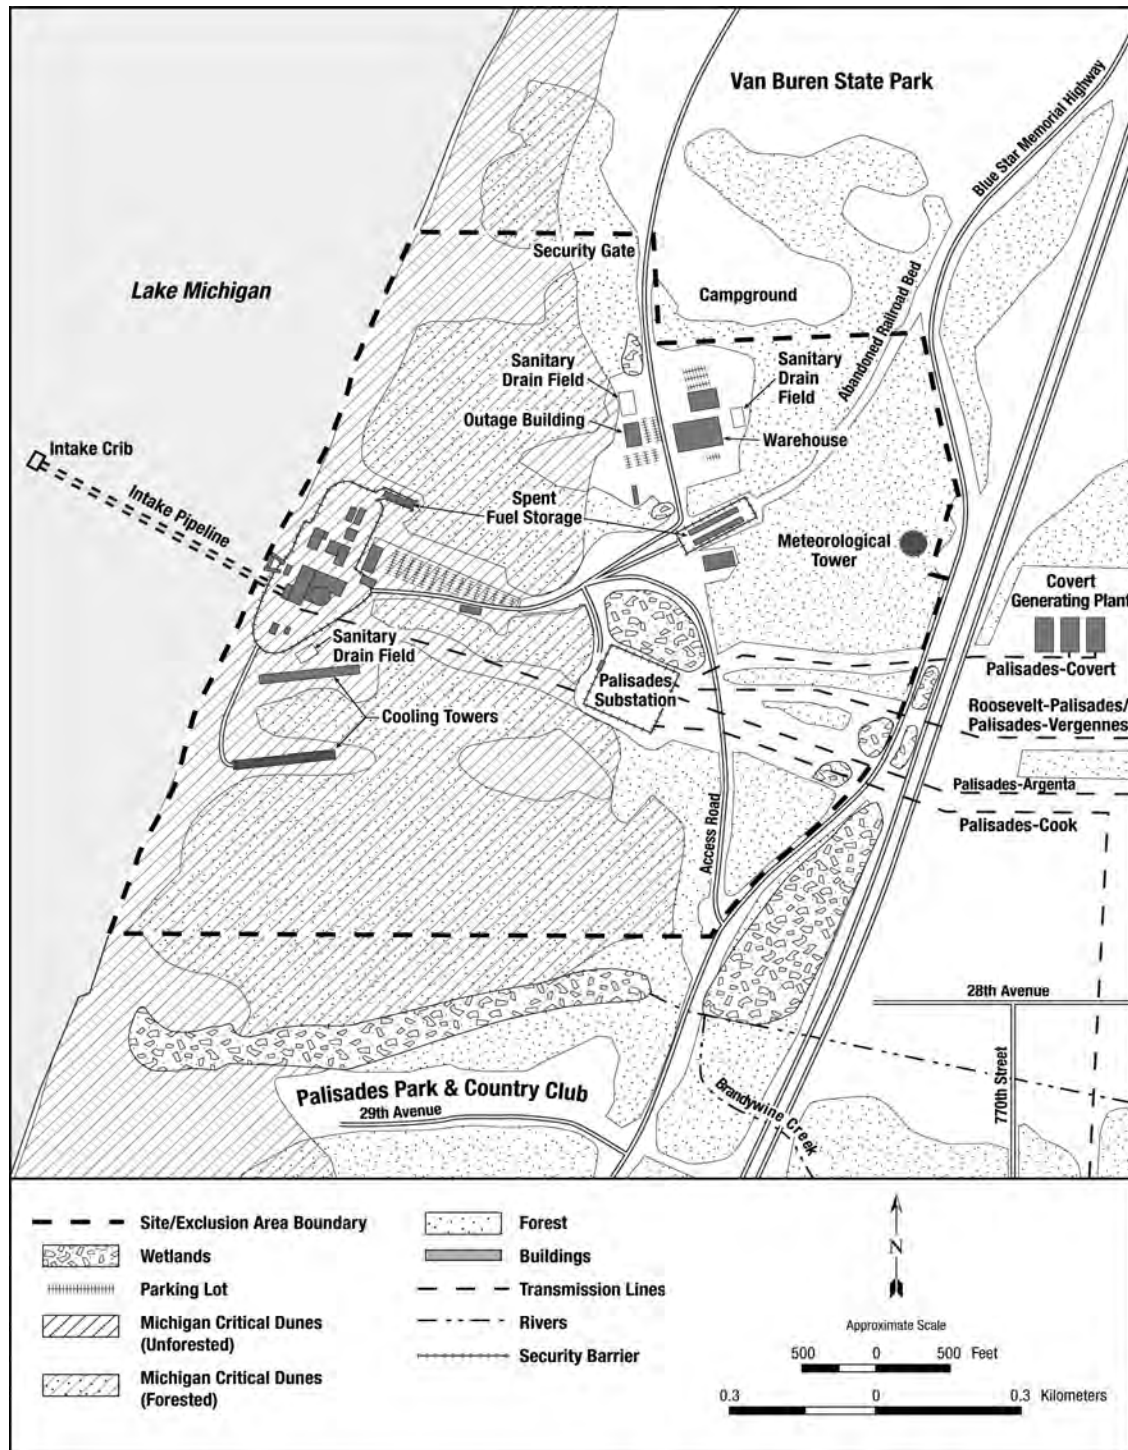 Van Buren State Park
Blue Star Memorial Highway
Security Gate
Lake Michigan
Campground
Abandoned Railroad Bed
Sanitary
Drain Field
Sanitary
Drain
Field
Outage Building
Warehouse
Intake Crib
Intake Pipeline
Spent
Fuel Storage
Meteorological
Tower
Covert
Generating Plant
Sanitary
Drain Field
Palisades
Substation
Palisades-Covert
Cooling Towers
Roosevelt-Palisades/
Palisades-Vergennes
Palisades-Argenta
Palisades-Cook
Access Road
28th Avenue
770th Street
Palisades Park & Country Club
29th Avenue
Brandywine Creek
Site/Exclusion Area Boundary
Wetlands
Parking Lot
Michigan Critical Dunes
(Unforested)
Michigan Critical Dunes
(Forested)
Forest
Buildings
Transmission Lines
Rivers
Security Barrier
N
Approximate Scale
500 0 500 Feet
0.3 0 0.3 Kilometers